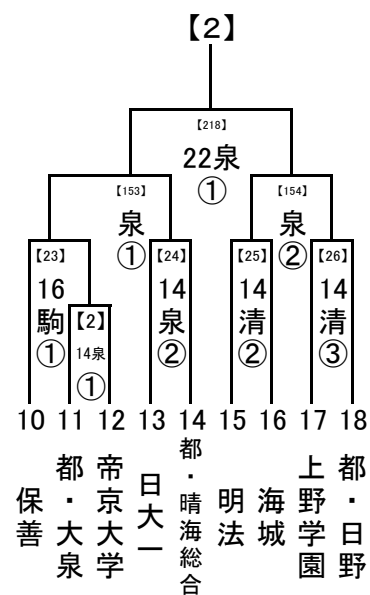 【2】
【218】
22泉
①
【153】
泉
①
【154】
泉
②
【23】
16
駒
①
【24】
14
泉
②
【25】
14
清
②
【26】
14
清
③
【2】
14泉
①
10 11 12 13 14 15 16 17 18
保善
都・大泉
帝京大学
日大一
都・晴海総合
明法
海城
上野学園
都・日野